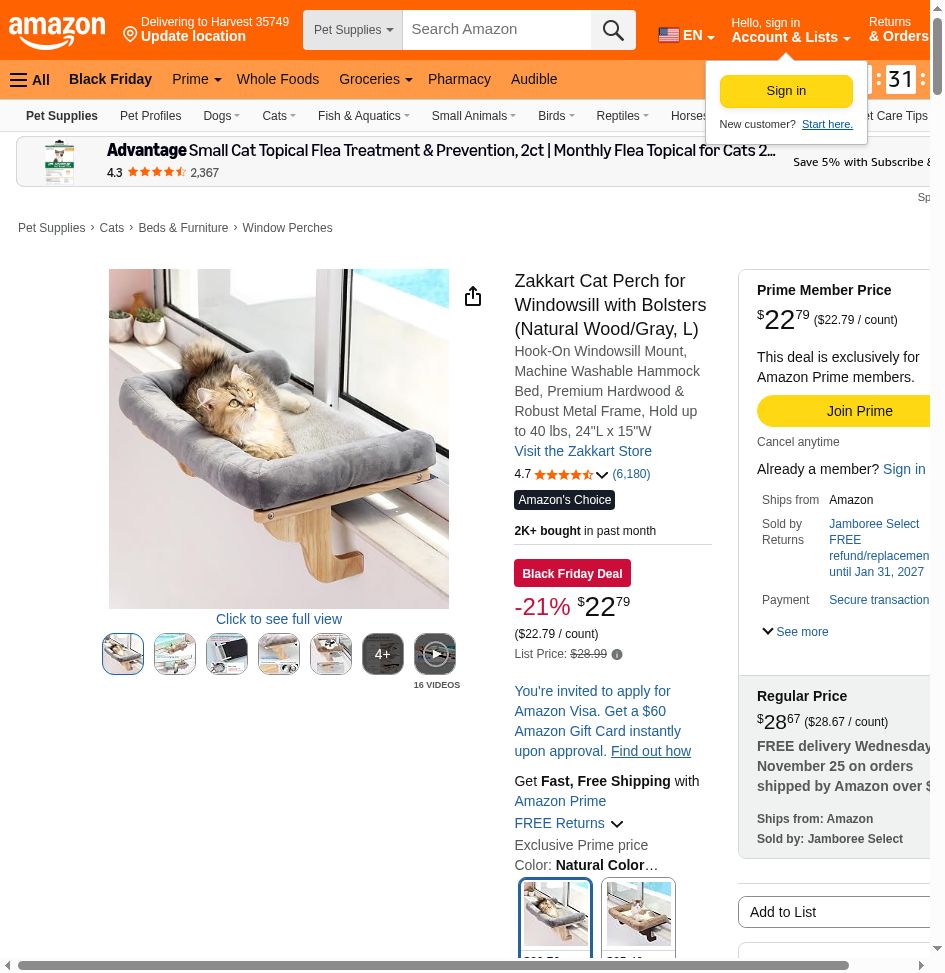 amazon
Delivering to Harvest 35749
Update location
Pet Supplies
Search Amazon
EN
Hello, sign in
Account & Lists
Returns
& Orders
All
Black Friday
Prime
Whole Foods
Groceries
Pharmacy
Audible
: 31 :
Sign in
New customer? Start here.
Pet Supplies
Pet Profiles
Dogs
Cats
Fish & Aquatics
Small Animals
Birds
Reptiles
Horses
et Care Tips
Advantage Small Cat Topical Flea Treatment & Prevention, 2ct | Monthly Flea Topical for Cats 2...
4.3 2,367
Save 5% with Subscribe &
Sp
Pet Supplies › Cats › Beds & Furniture › Window Perches
Click to see full view
4+
16 VIDEOS
Zakkart Cat Perch for
Windowsill with Bolsters
(Natural Wood/Gray, L)
Hook-On Windowsill Mount,
Machine Washable Hammock
Bed, Premium Hardwood &
Robust Metal Frame, Hold up
to 40 lbs, 24"L x 15"W
Visit the Zakkart Store
4.7 (6,180)
Amazon's Choice
2K+ bought in past month
Black Friday Deal
-21% $22 79
($22.79 / count)
List Price: $28.99
You're invited to apply for
Amazon Visa. Get a $60
Amazon Gift Card instantly
upon approval. Find out how
Get Fast, Free Shipping with
Amazon Prime
FREE Returns
Exclusive Prime price
Color: Natural Color...
Prime Member Price
$22 79 ($22.79 / count)
This deal is exclusively for
Amazon Prime members.
Join Prime
Cancel anytime
Already a member? Sign in
Ships from Amazon
Sold by Jamboree Select
Returns FREE
refund/replacemen
until Jan 31, 2027
Payment Secure transaction
See more
Regular Price
$28 67 ($28.67 / count)
FREE delivery Wednesday
November 25 on orders
shipped by Amazon over $
Ships from: Amazon
Sold by: Jamboree Select
Add to List